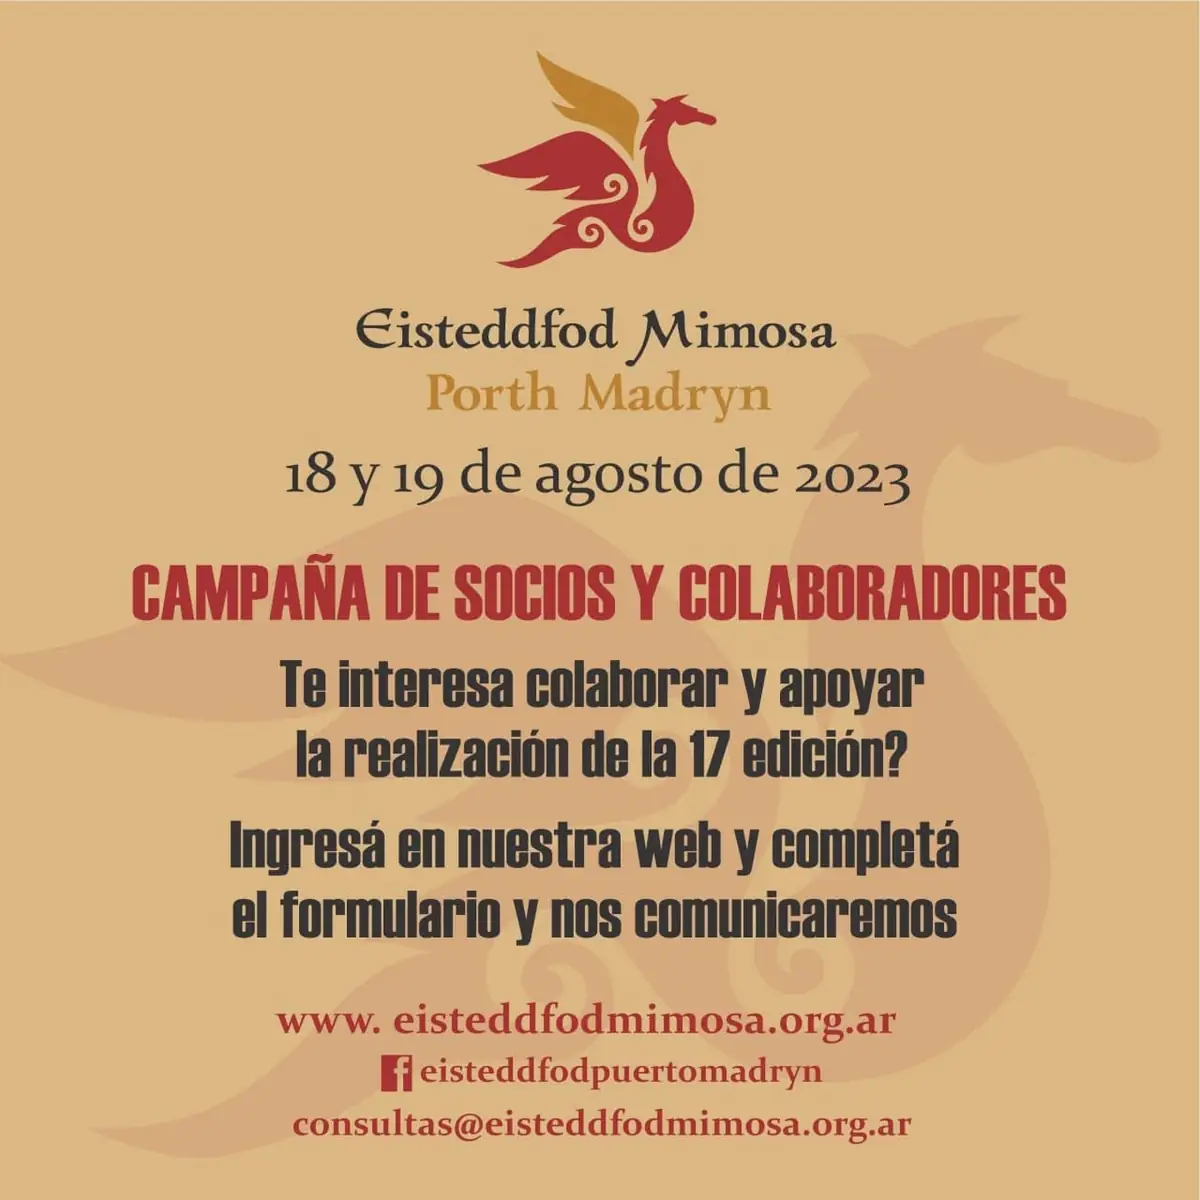 Eisteddfod Mimosa
Porth Madryn
18 y 19 de agosto de 2023
CAMPAÑA DE SOCIOS Y COLABORADORES
Te interesa colaborar y apoyar
la realización de la 17 edición?
Ingresá en nuestra web y completá
el formulario y nos comunicaremos
www. eisteddfodmimosa.org.ar
eisteddfodpuertomadryn
consultas@eisteddfodmimosa.org.ar